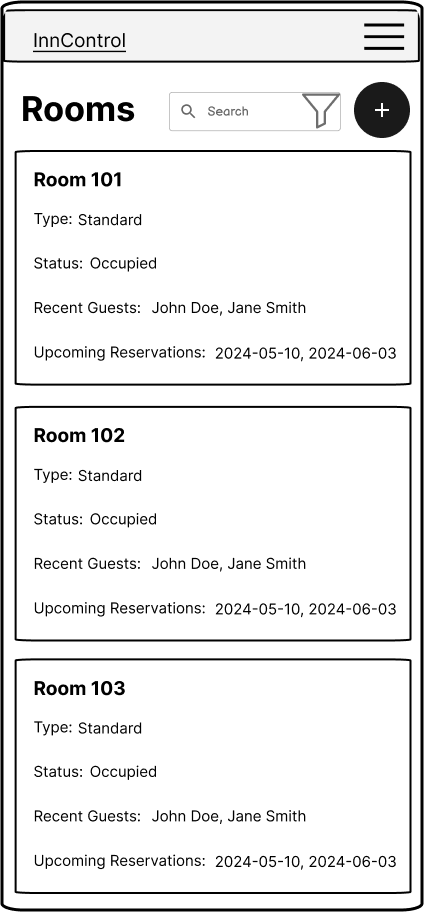 InnControl
Rooms
Search
+
Room 101
Type: Standard
Status: Occupied
Recent Guests: John Doe, Jane Smith
Upcoming Reservations: 2024-05-10, 2024-06-03
Room 102
Type: Standard
Status: Occupied
Recent Guests: John Doe, Jane Smith
Upcoming Reservations: 2024-05-10, 2024-06-03
Room 103
Type: Standard
Status: Occupied
Recent Guests: John Doe, Jane Smith
Upcoming Reservations: 2024-05-10, 2024-06-03